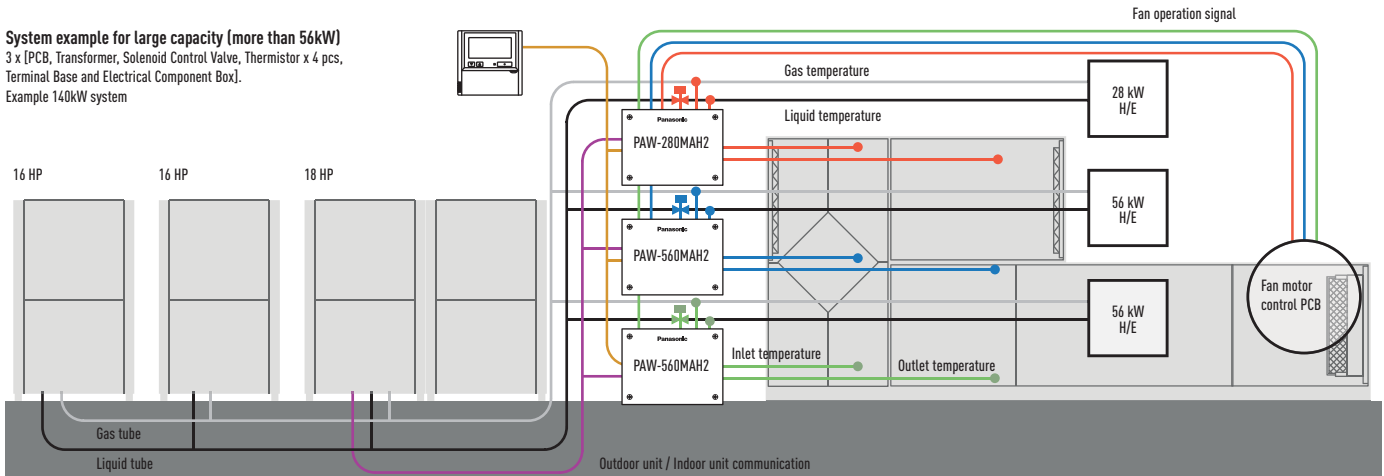 System example for large capacity (more than 56kW)
3 x [PCB, Transformer, Solenoid Control Valve, Thermistor x 4 pcs,
Terminal Base and Electrical Component Box].
Example 140kW system
Fan operation signal
Gas temperature
Liquid temperature
28 kW
H/E
Panasonic
PAW-280MAH2
16 HP
16 HP
18 HP
56 kW
H/E
Panasonic
PAW-560MAH2
Fan motor
control PCB
56 kW
H/E
Panasonic
PAW-560MAH2
Inlet temperature
Outlet temperature
Gas tube
Liquid tube
Outdoor unit / Indoor unit communication